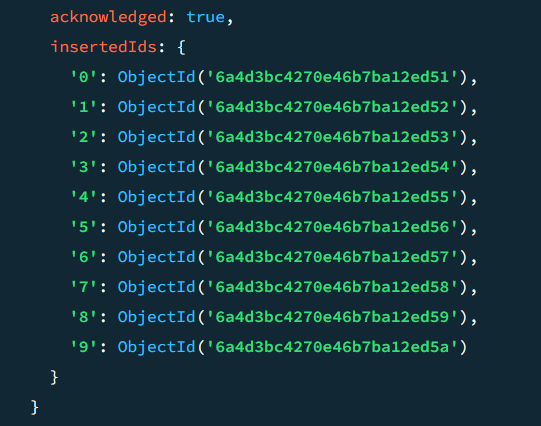 acknowledged: true,
insertedIds: {
'0': ObjectId('6a4d3bc4270e46b7ba12ed51'),
'1': ObjectId('6a4d3bc4270e46b7ba12ed52'),
'2': ObjectId('6a4d3bc4270e46b7ba12ed53'),
'3': ObjectId('6a4d3bc4270e46b7ba12ed54'),
'4': ObjectId('6a4d3bc4270e46b7ba12ed55'),
'5': ObjectId('6a4d3bc4270e46b7ba12ed56'),
'6': ObjectId('6a4d3bc4270e46b7ba12ed57'),
'7': ObjectId('6a4d3bc4270e46b7ba12ed58'),
'8': ObjectId('6a4d3bc4270e46b7ba12ed59'),
'9': ObjectId('6a4d3bc4270e46b7ba12ed5a')
}
}